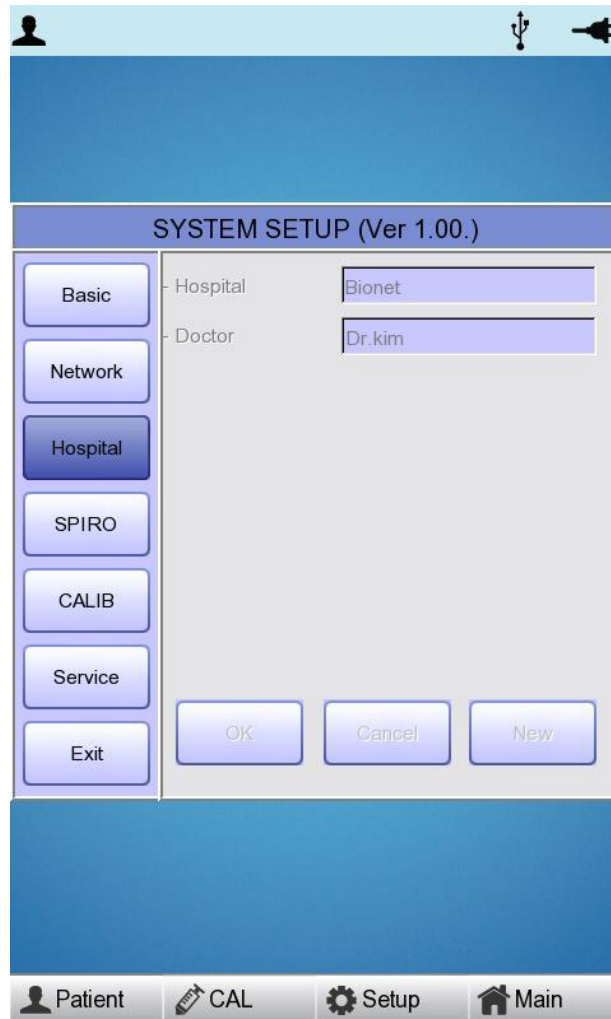 SYSTEM SETUP (Ver 1.00.)
Basic
Network
Hospital
SPIRO
CALIB
Service
Exit
- Hospital Bionet
- Doctor Dr.kim
OK Cancel New
Patient CAL Setup Main